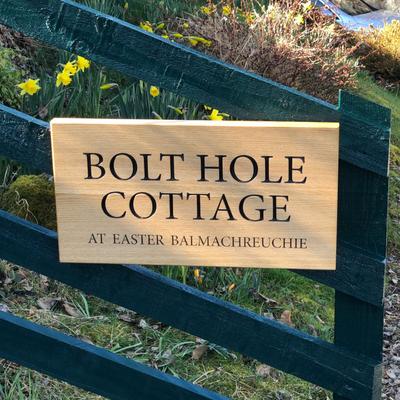 BOLT HOLE
COTTAGE
AT EASTER BALMACHREUCHIE